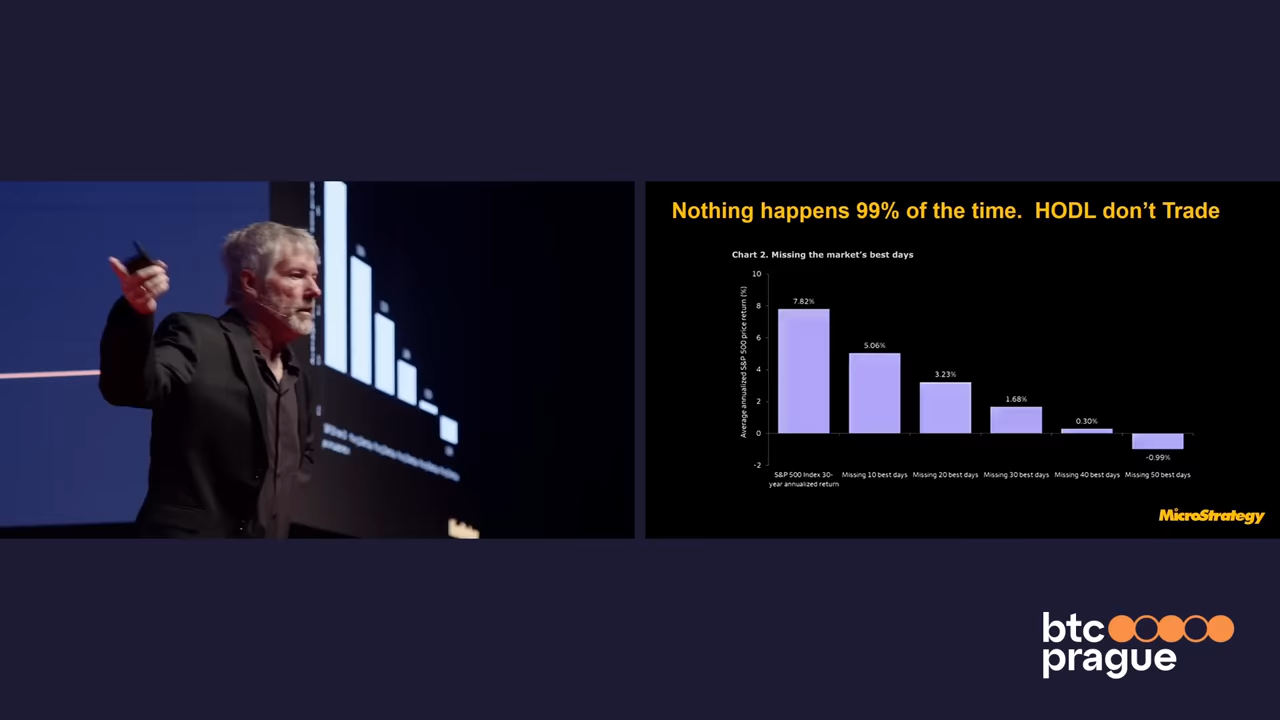 Nothing happens 99% of the time. HODL don't Trade
Chart 2. Missing the market's best days
Average annualized S&P 500 price return (%)
10
8
6
4
2
0
-2
7.82%
5.06%
3.23%
1.68%
0.30%
-0.99%
S&P 500 Index 30-
year annualized return
Missing 10 best days
Missing 20 best days
Missing 30 best days
Missing 40 best days
Missing 50 best days
MicroStrategy
btc
prague